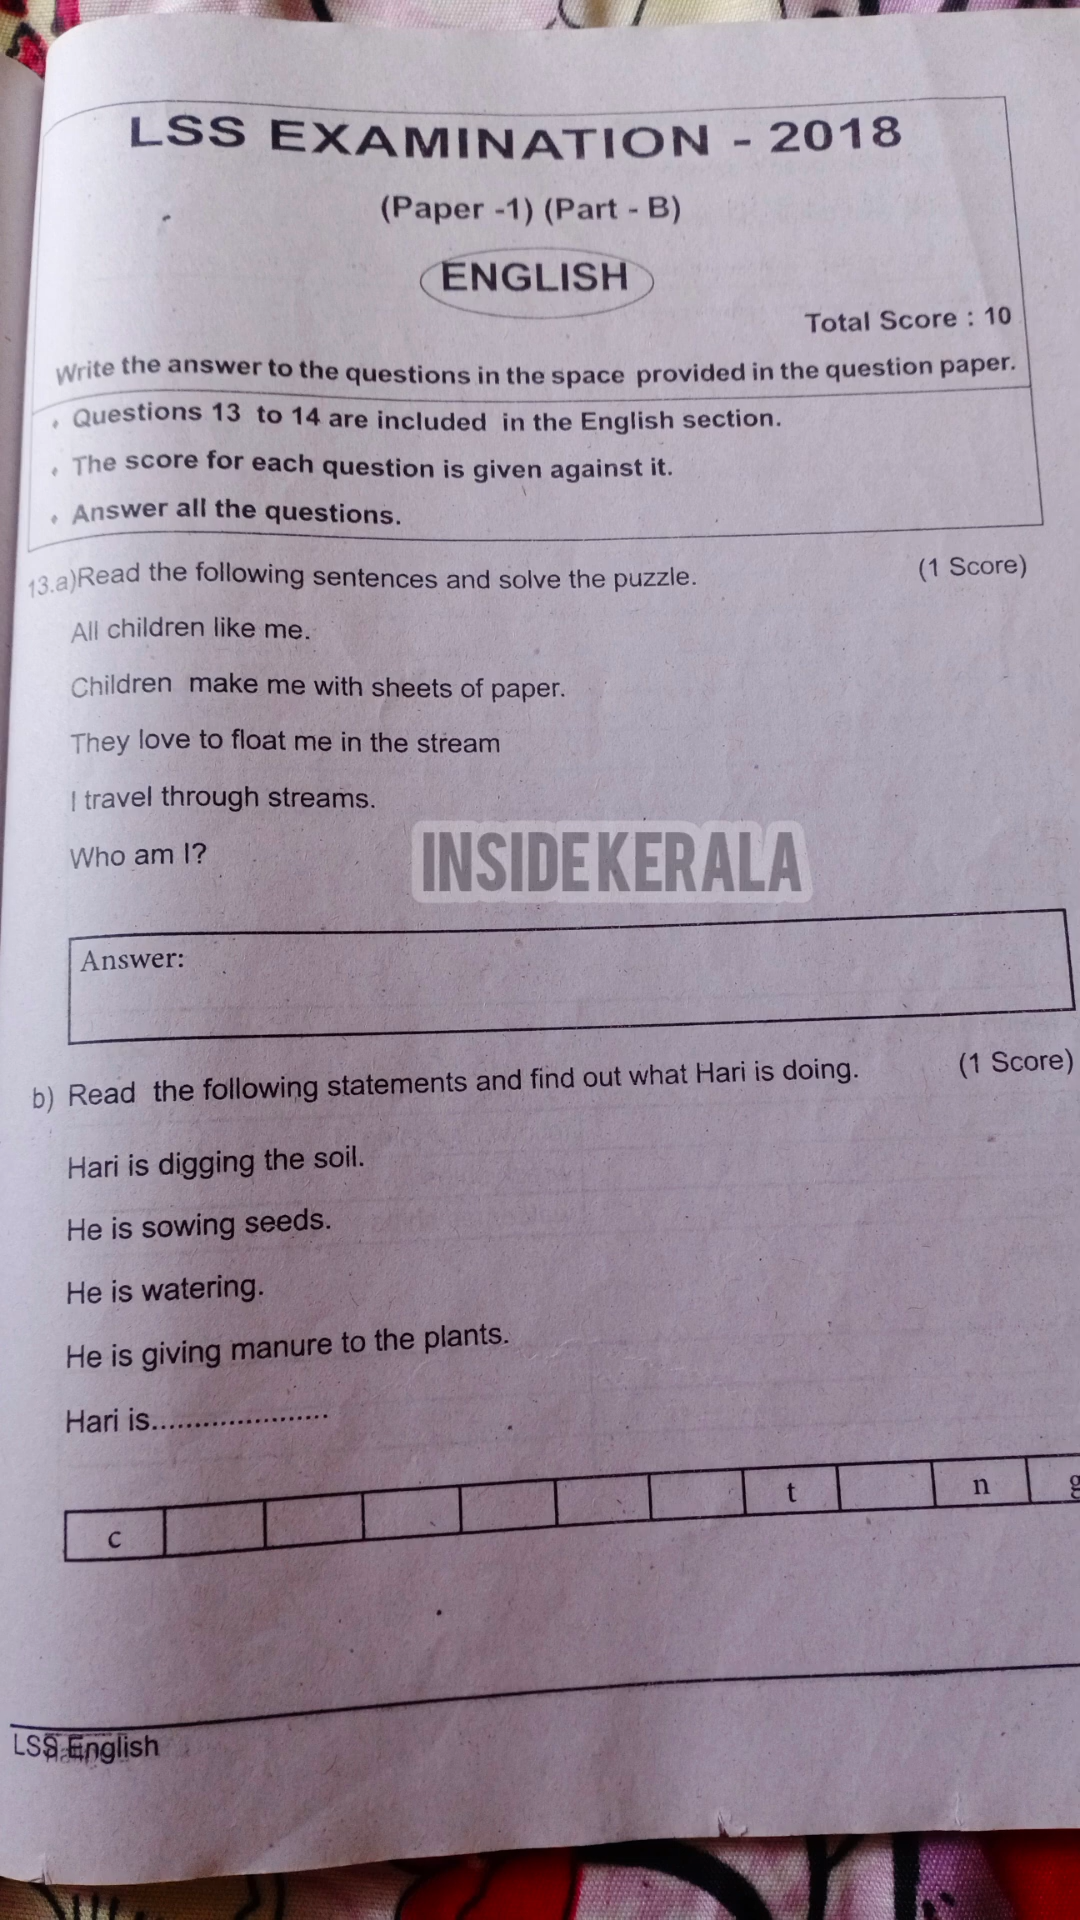 LSS EXAMINATION - 2018
(Paper -1) (Part - B)
ENGLISH
Total Score : 10
Write the answer to the questions in the space provided in the question paper.
• Questions 13 to 14 are included in the English section.
• The score for each question is given against it.
• Answer all the questions.
13.a)Read the following sentences and solve the puzzle. (1 Score)
All children like me.
Children make me with sheets of paper.
They love to float me in the stream
I travel through streams.
Who am I?
INSIDE KERALA
Answer:
b) Read the following statements and find out what Hari is doing. (1 Score)
Hari is digging the soil.
He is sowing seeds.
He is watering.
He is giving manure to the plants.
Hari is.....................
c t n g
LSS English